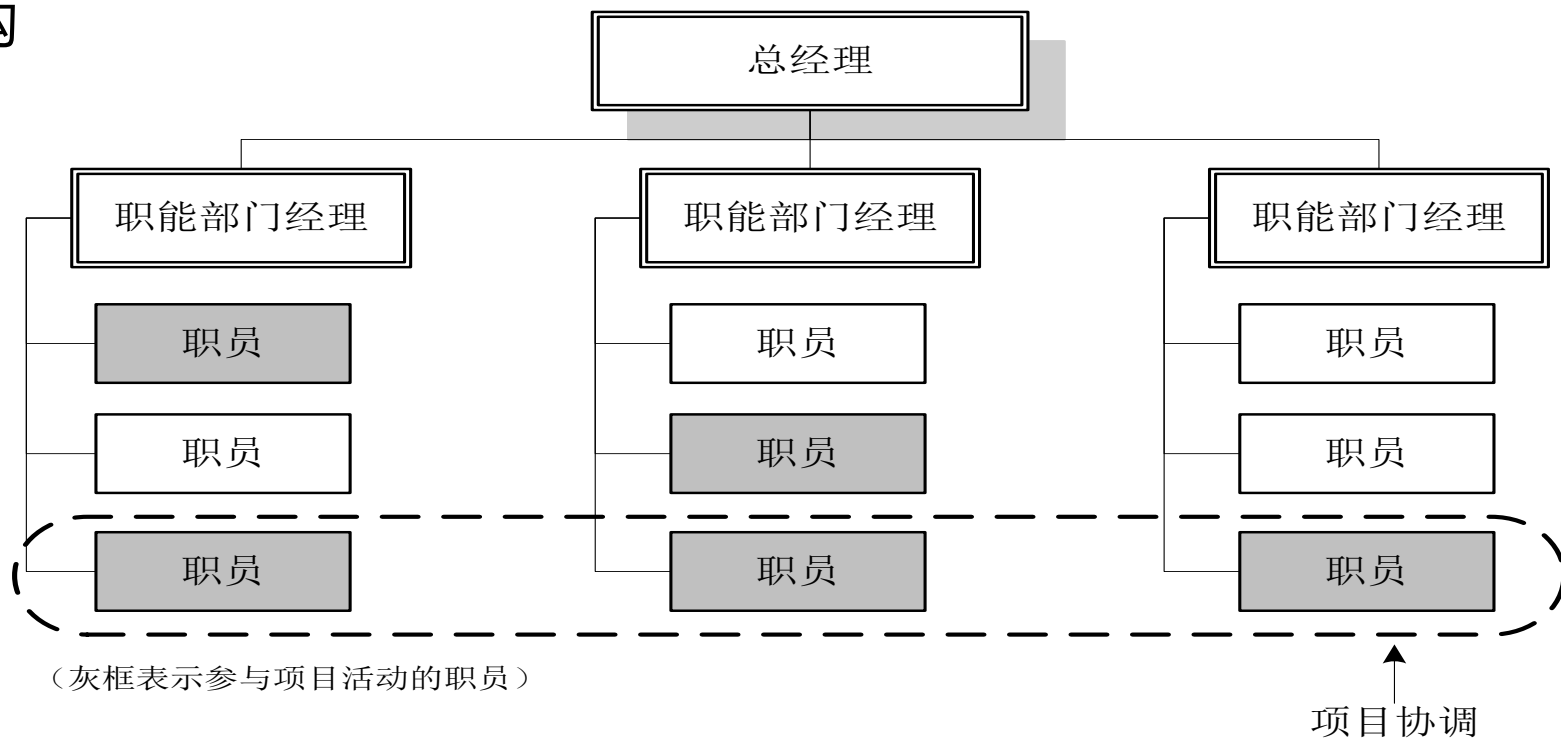 总经理
职能部门经理 职能部门经理 职能部门经理
职员 职员 职员
职员 职员 职员
职员 职员 职员
（灰框表示参与项目活动的职员）
项目协调